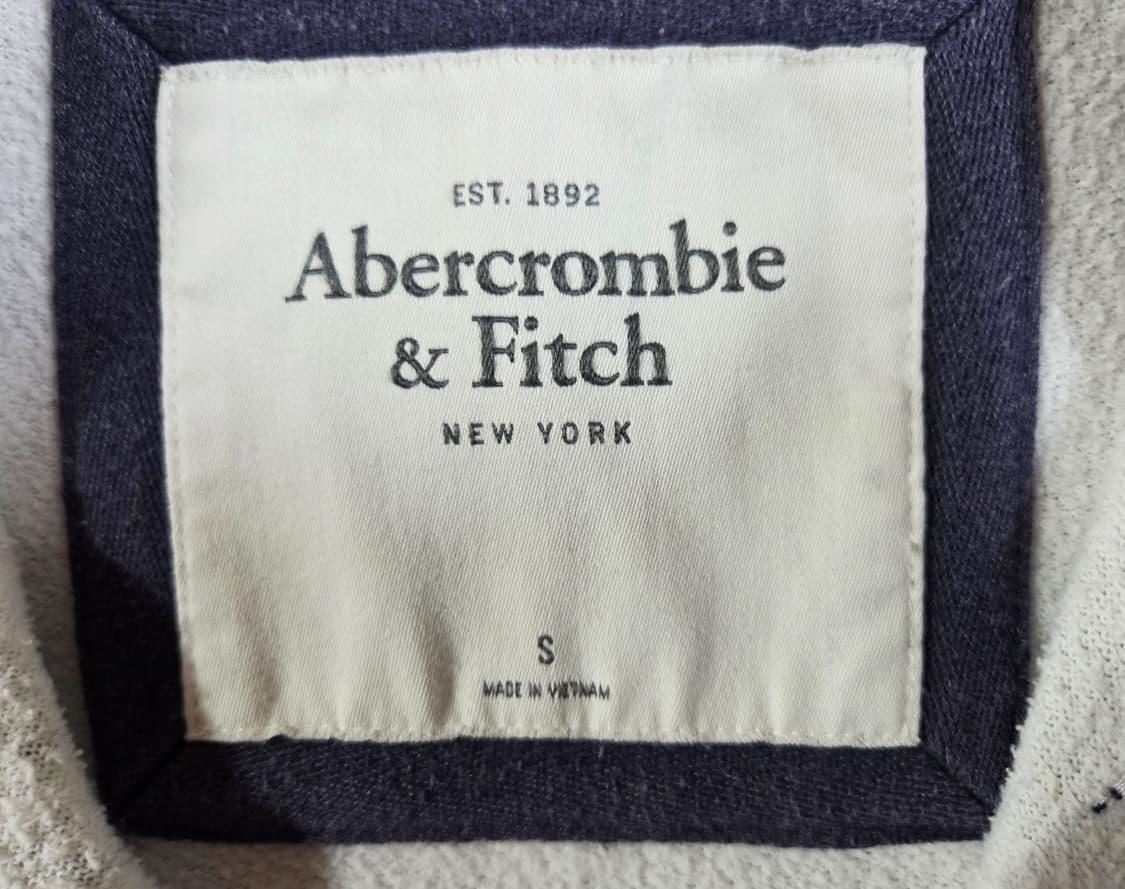 EST. 1892
Abercrombie
& Fitch
NEW YORK
S
MADE IN VIETNAM